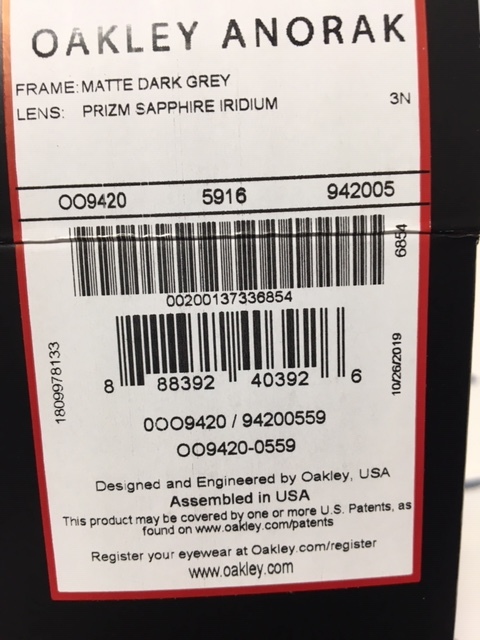 OAKLEY ANORAK
FRAME: MATTE DARK GREY
LENS: PRIZM SAPPHIRE IRIDIUM 3N
OO9420 5916 942005
6854
00200137336854
1809978133
8 88392 40392 6
10/26/2019
0OO9420 / 94200559
OO9420-0559
Designed and Engineered by Oakley, USA
Assembled in USA
This product may be covered by one or more U.S. Patents, as
found on www.oakley.com/patents
Register your eyewear at Oakley.com/register
www.oakley.com